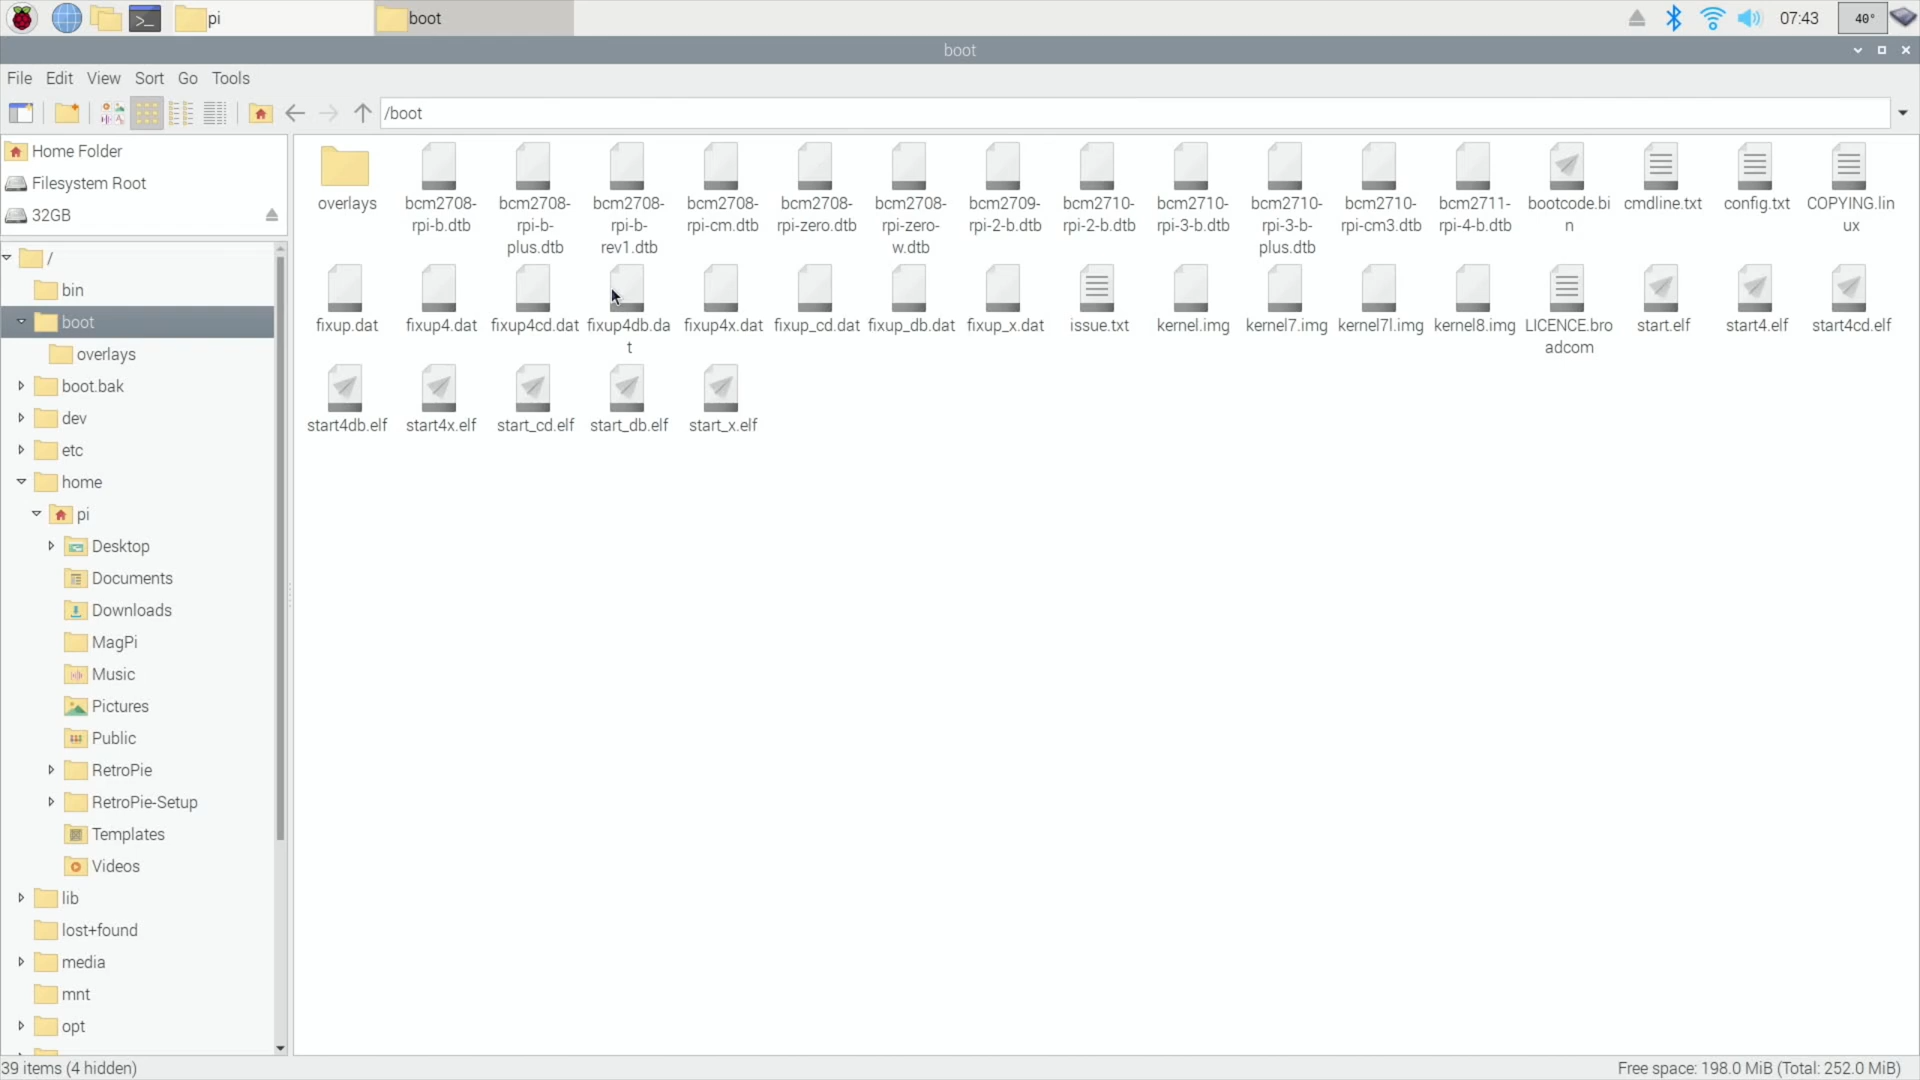 pi
boot
07:43
40°
boot
File Edit View Sort Go Tools
/boot
Home Folder
Filesystem Root
32GB
/
bin
boot
overlays
boot.bak
dev
etc
home
pi
Desktop
Documents
Downloads
MagPi
Music
Pictures
Public
RetroPie
RetroPie-Setup
Templates
Videos
lib
lost+found
media
mnt
opt
overlays
bcm2708-
rpi-b.dtb
bcm2708-
rpi-b-
plus.dtb
bcm2708-
rpi-b-
rev1.dtb
bcm2708-
rpi-cm.dtb
bcm2708-
rpi-zero.dtb
bcm2708-
rpi-zero-
w.dtb
bcm2709-
rpi-2-b.dtb
bcm2710-
rpi-2-b.dtb
bcm2710-
rpi-3-b.dtb
bcm2710-
rpi-3-b-
plus.dtb
bcm2710-
rpi-cm3.dtb
bcm2711-
rpi-4-b.dtb
bootcode.bi
n
cmdline.txt
config.txt
COPYING.lin
ux
fixup.dat
fixup4.dat
fixup4cd.dat
fixup4db.da
t
fixup4x.dat
fixup_cd.dat
fixup_db.dat
fixup_x.dat
issue.txt
kernel.img
kernel7.img
kernel7l.img
kernel8.img
LICENCE.bro
adcom
start.elf
start4.elf
start4cd.elf
start4db.elf
start4x.elf
start_cd.elf
start_db.elf
start_x.elf
39 items (4 hidden)
Free space: 198.0 MiB (Total: 252.0 MiB)